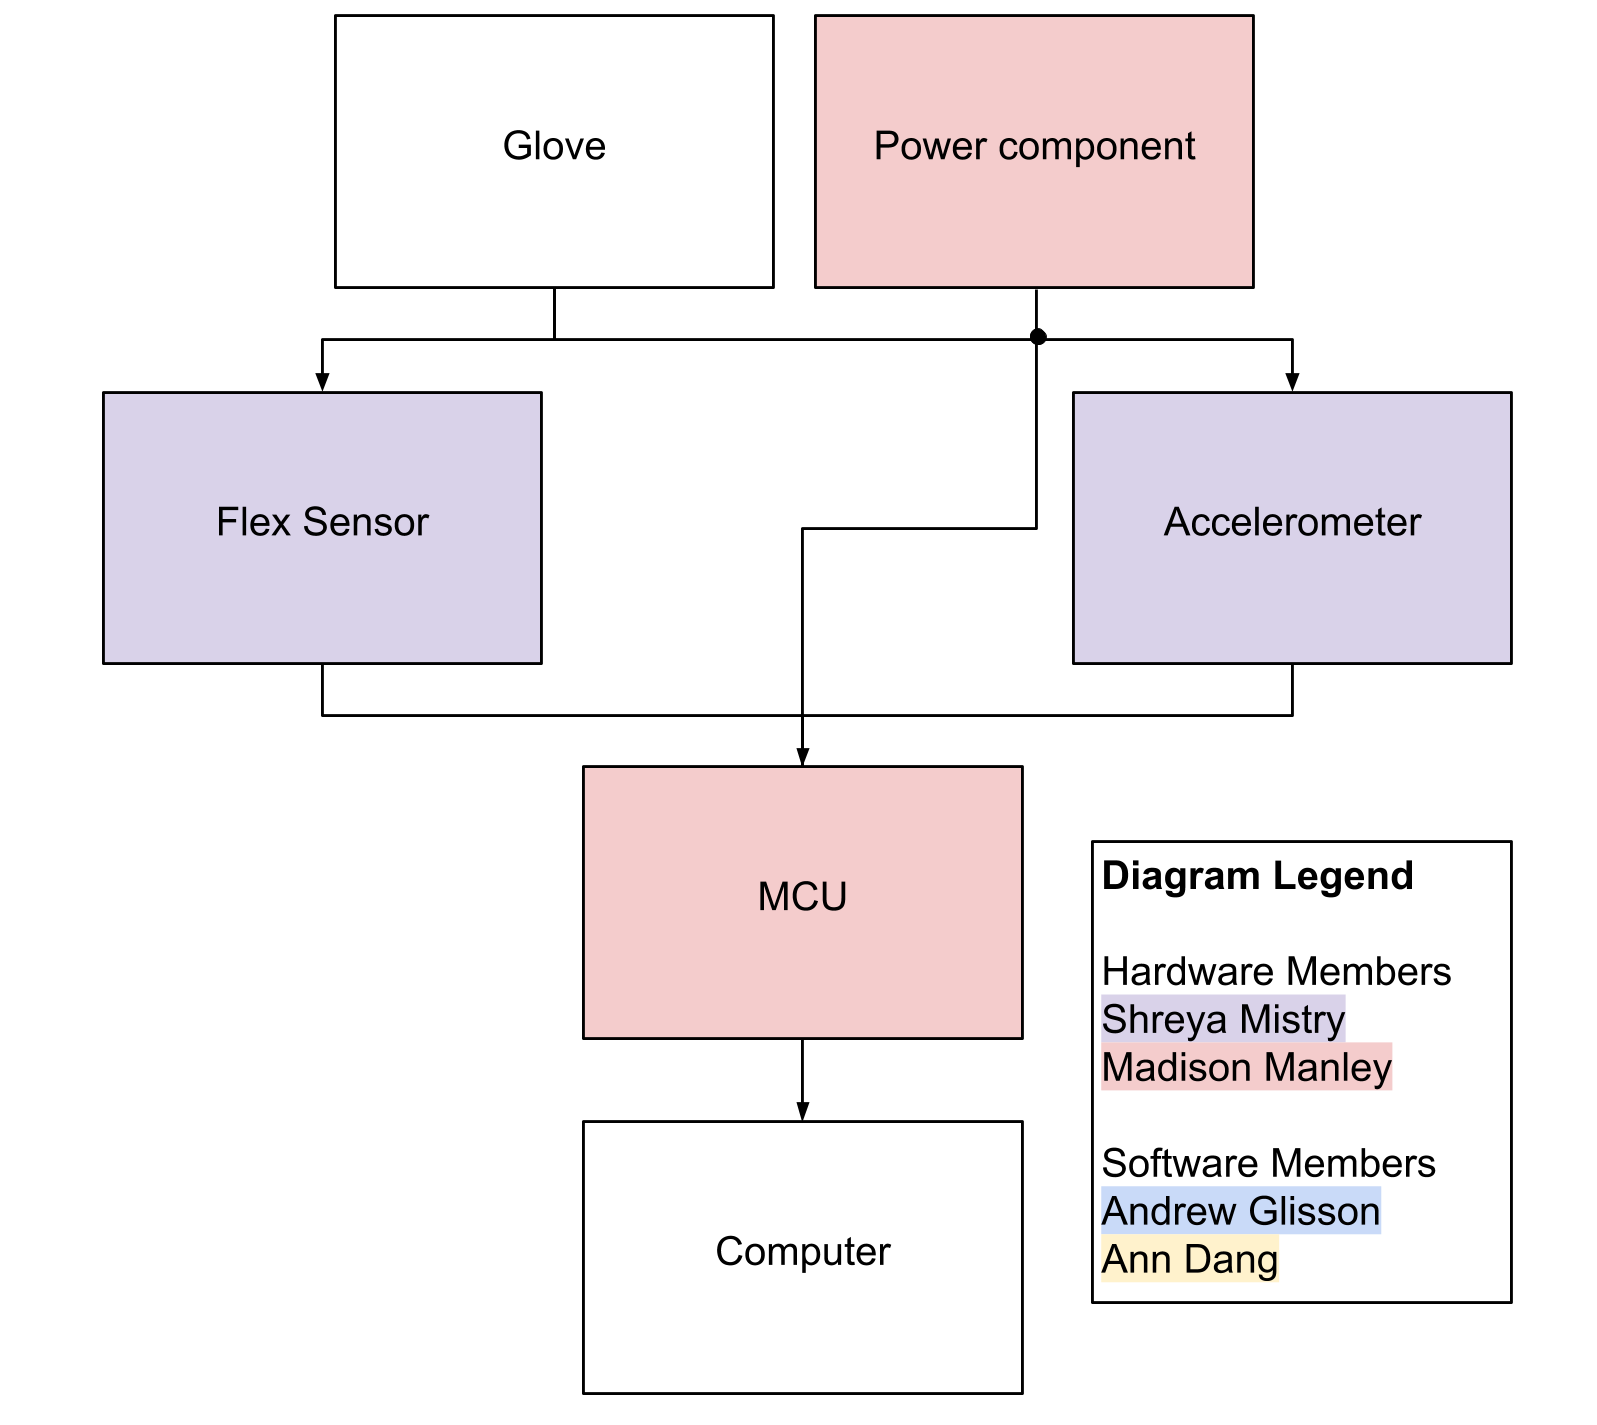 Glove
Power component
Flex Sensor
Accelerometer
MCU
Computer
Diagram Legend
Hardware Members
Shreya Mistry
Madison Manley
Software Members
Andrew Glisson
Ann Dang